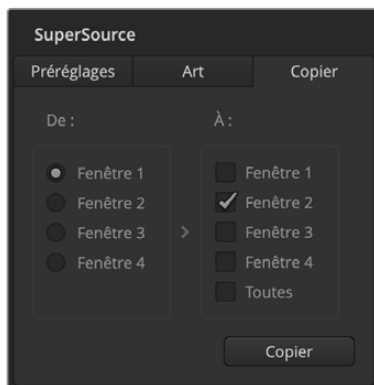 SuperSource
Préréglages Art Copier
De : À :
Fenêtre 1 Fenêtre 1
Fenêtre 2 Fenêtre 2
Fenêtre 3 > Fenêtre 3
Fenêtre 4 Fenêtre 4
Toutes
Copier